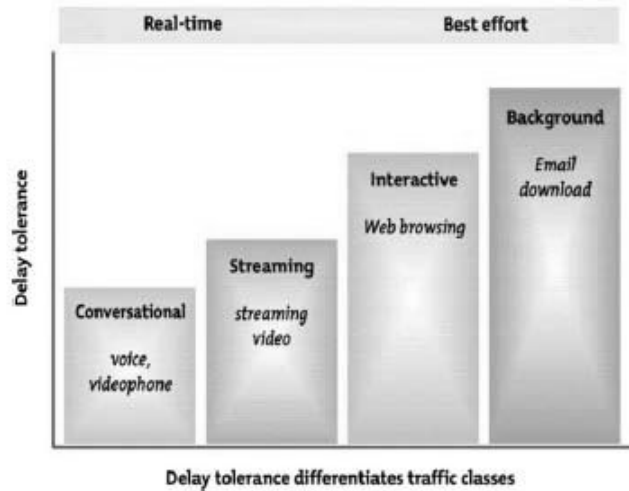 Real-time
Best effort
Delay tolerance
Conversational
voice,
videophone
Streaming
streaming
video
Interactive
Web browsing
Background
Email
download
Delay tolerance differentiates traffic classes